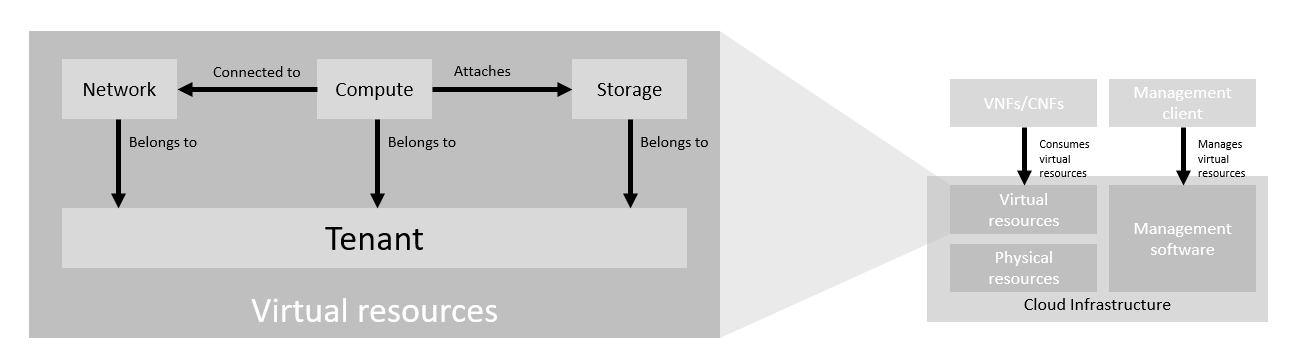 Network
Connected to
Compute
Attaches
Storage
Belongs to
Belongs to
Belongs to
Tenant
Virtual resources
VNFs/CNFs
Management
client
Consumes
virtual
resources
Manages
virtual
resources
Virtual
resources
Management
software
Physical
resources
Cloud Infrastructure